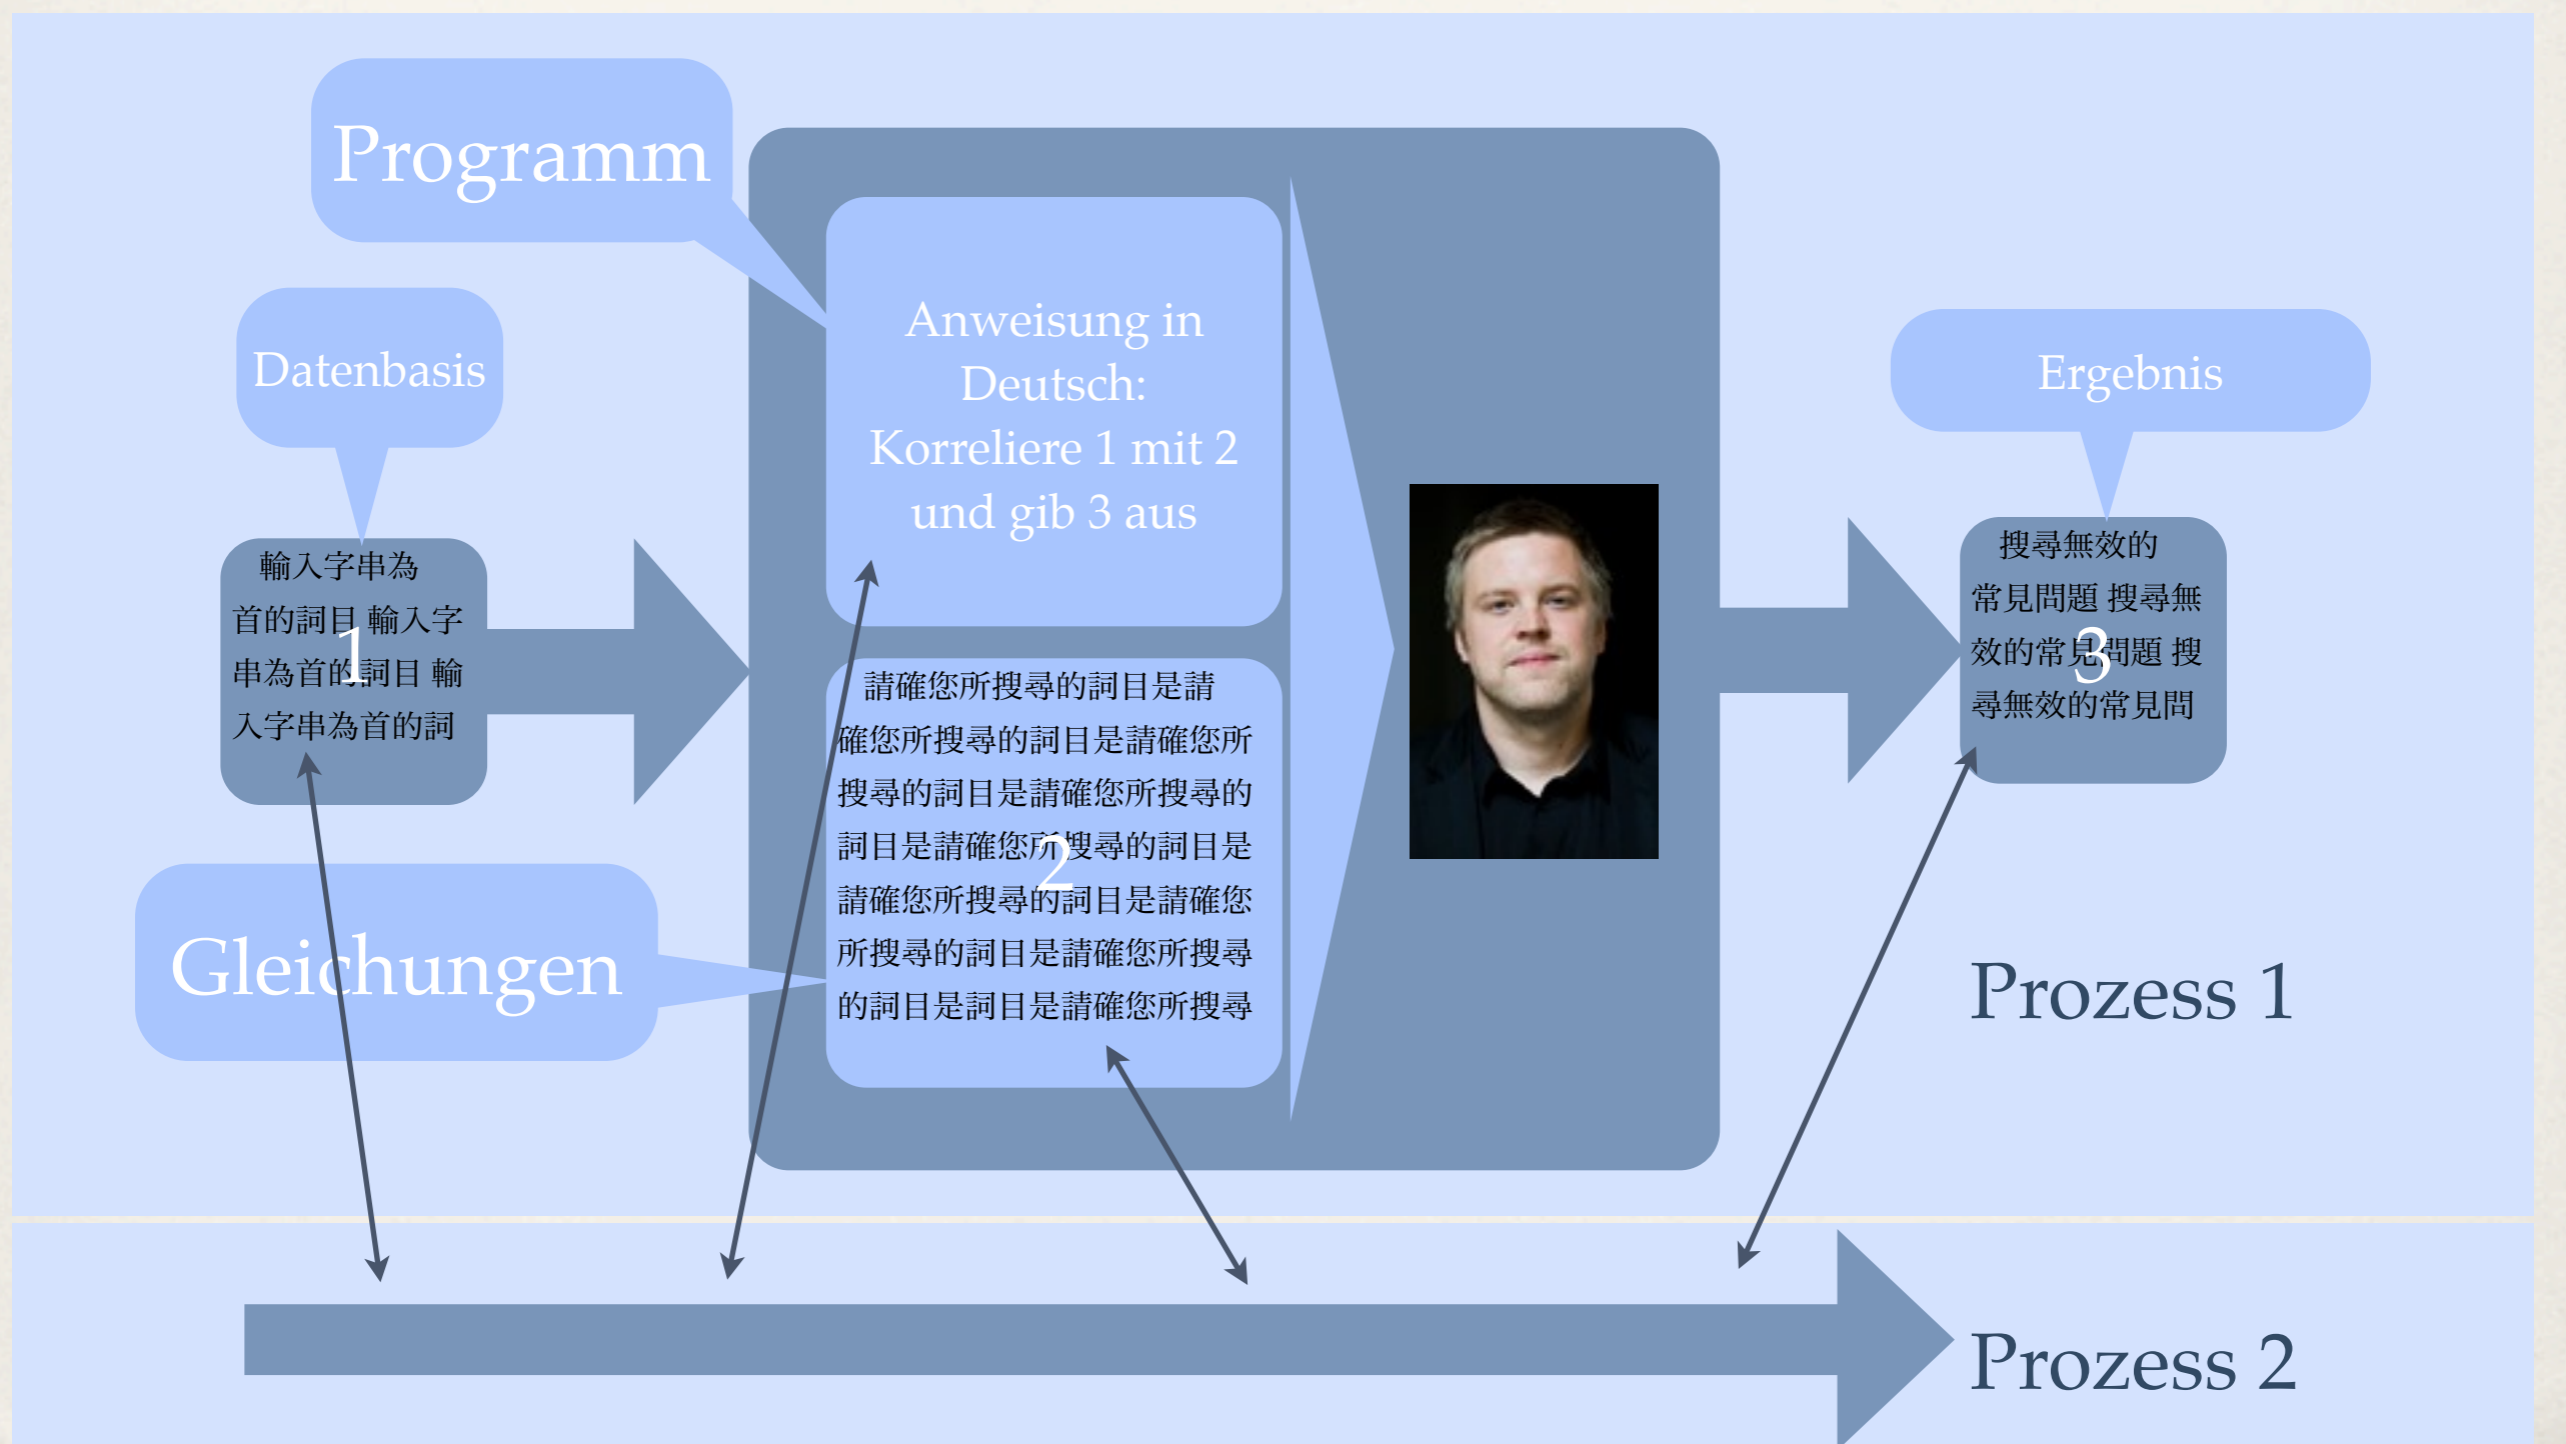 Programm
Datenbasis
輸入字串為
首的詞目 輸入字
串為首的詞目 輸
入字串為首的詞
1
Gleichungen
Anweisung in
Deutsch:
Korreliere 1 mit 2
und gib 3 aus
請確您所搜尋的詞目是請
確您所搜尋的詞目是請確您所
搜尋的詞目是請確您所搜尋的
詞目是請確您所搜尋的詞目是
請確您所搜尋的詞目是請確您
所搜尋的詞目是請確您所搜尋
的詞目是詞目是請確您所搜尋
2
Ergebnis
搜尋無效的
常見問題 搜尋無
效的常見問題 搜
尋無效的常見問
3
Prozess 1
Prozess 2